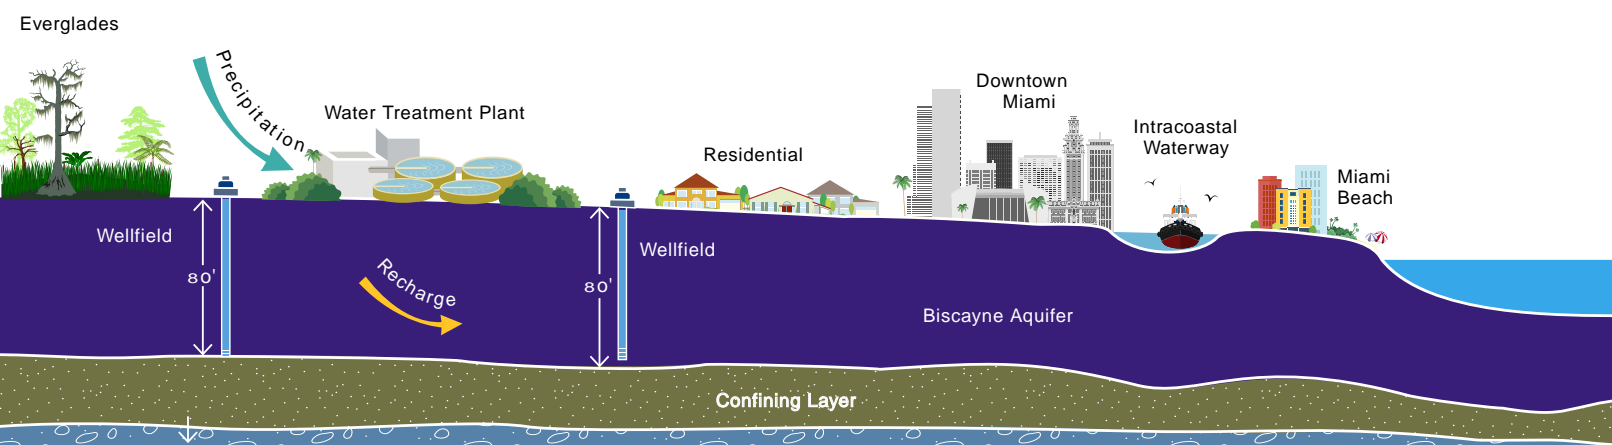 Everglades
Precipitation
Water Treatment Plant
Residential
Downtown
Miami
Intracoastal
Waterway
Miami
Beach
Wellfield
80'
Recharge
80'
Wellfield
Biscayne Aquifer
Confining Layer